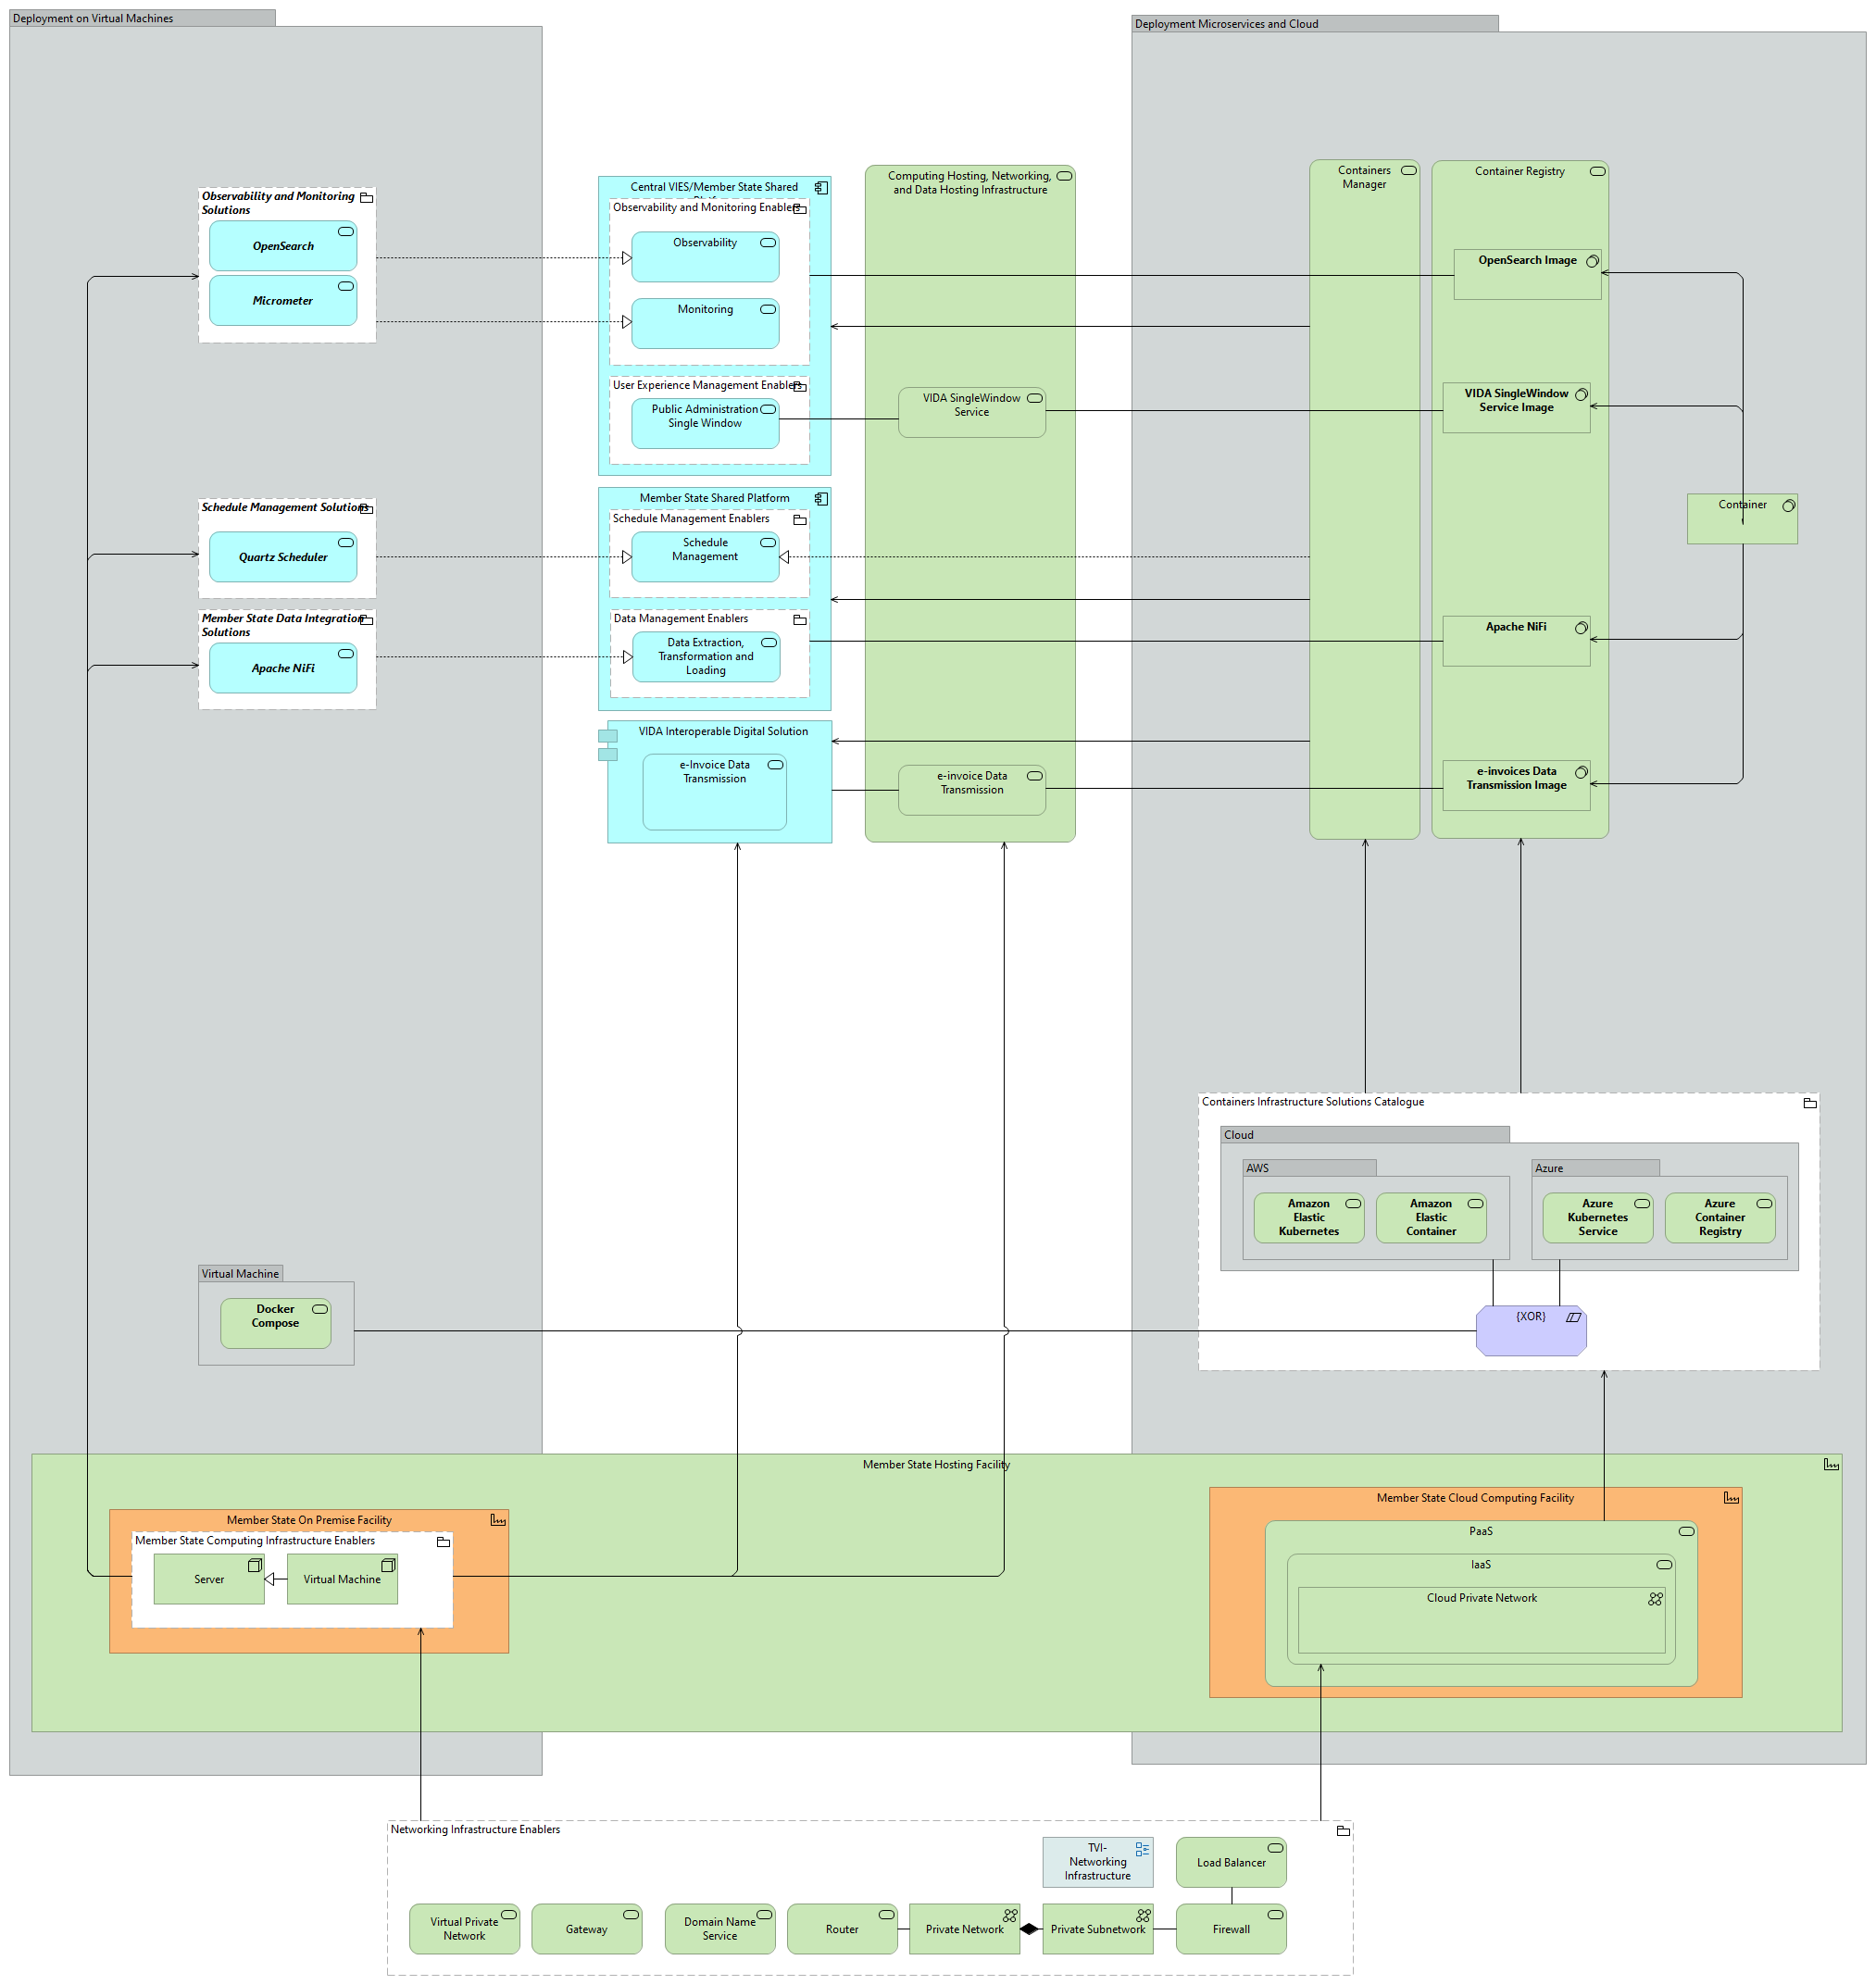 Deployment on Virtual Machines
Deployment Microservices and Cloud
Observability and Monitoring
Solutions
OpenSearch
Micrometer
Central VIES/Member State Shared
Observability and Monitoring Enablers
Observability
Monitoring
User Experience Management Enablers
Public Administration
Single Window
Computing Hosting, Networking,
and Data Hosting Infrastructure
VIDA SingleWindow
Service
Containers
Manager
Container Registry
OpenSearch Image
VIDA SingleWindow
Service Image
Container
Schedule Management Solutions
Quartz Scheduler
Member State Data Integration
Solutions
Apache NiFi
Member State Shared Platform
Schedule Management Enablers
Schedule
Management
Data Management Enablers
Data Extraction,
Transformation and
Loading
Apache NiFi
VIDA Interoperable Digital Solution
e-Invoice Data
Transmission
e-invoice Data
Transmission
e-invoices Data
Transmission Image
Containers Infrastructure Solutions Catalogue
Cloud
AWS
Amazon
Elastic
Kubernetes
Amazon
Elastic
Container
Azure
Azure
Kubernetes
Service
Azure
Container
Registry
Virtual Machine
Docker
Compose
{XOR}
Member State Hosting Facility
Member State On Premise Facility
Member State Computing Infrastructure Enablers
Server
Virtual Machine
Member State Cloud Computing Facility
PaaS
IaaS
Cloud Private Network
Networking Infrastructure Enablers
TVI-
Networking
Infrastructure
Load Balancer
Virtual Private
Network
Gateway
Domain Name
Service
Router
Private Network
Private Subnetwork
Firewall